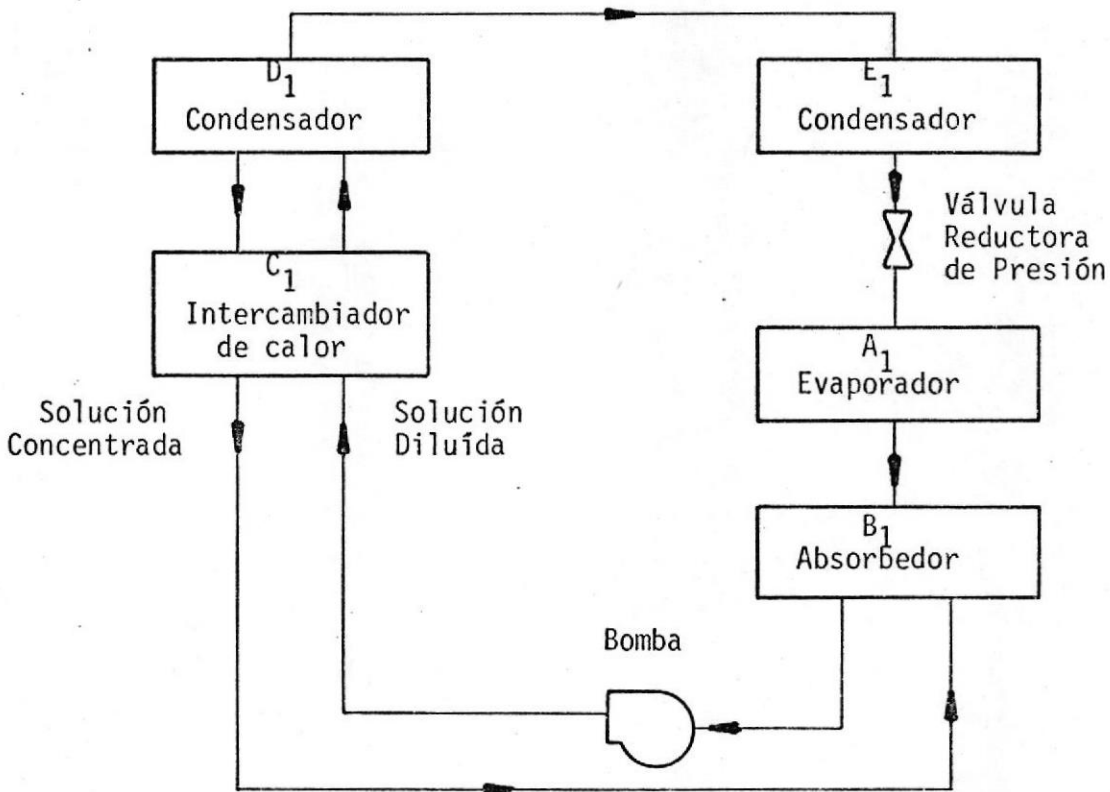 D1
Condensador
E1
Condensador
Válvula
Reductora
de Presión
C1
Intercambiador
de calor
A1
Evaporador
Solución
Concentrada
Solución
Diluída
B1
Absorbedor
Bomba